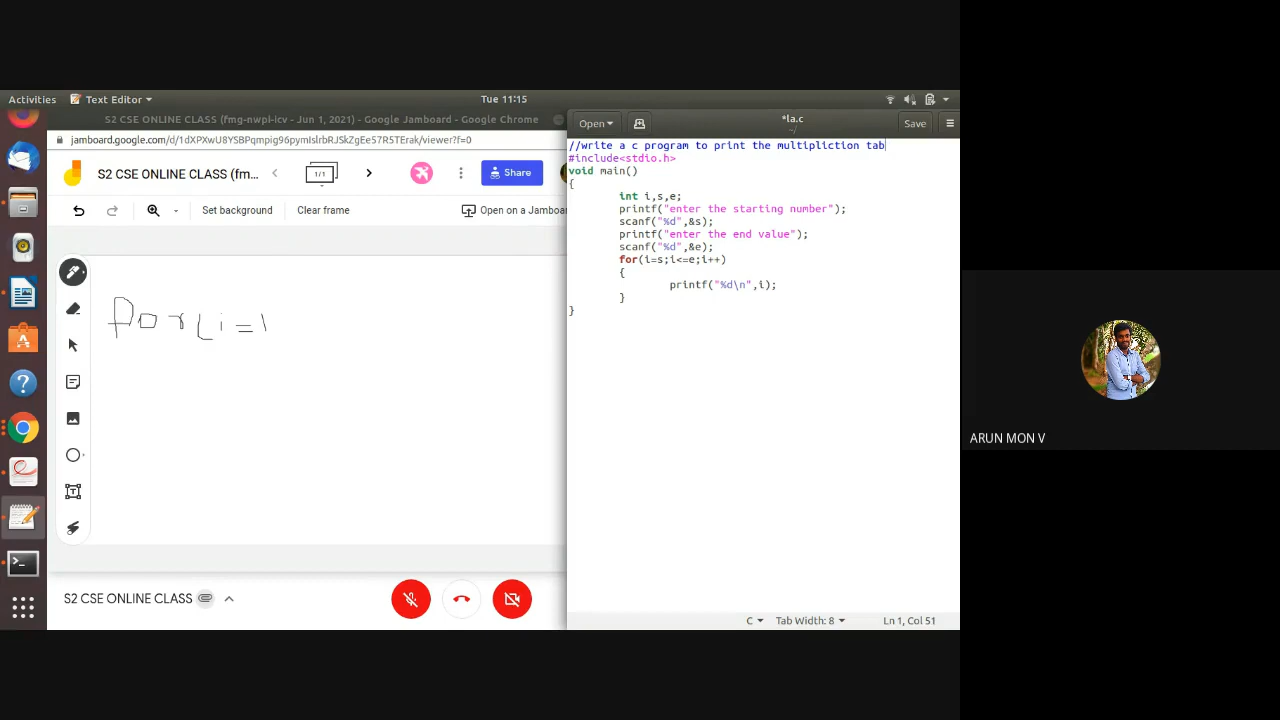 Activities
Text Editor
Tue 11:15
S2 CSE ONLINE CLASS (fmg-nwpi-icv - Jun 1, 2021) - Google Jamboard - Google Chrome
jamboard.google.com/d/1dXPXwU8YSBPqmpig96pymIslrbRJSkZgEe57R5TErak/viewer?f=0
S2 CSE ONLINE CLASS (fm...
1/1
Share
Set background
Clear frame
Open on a Jamboa
for(i=1
S2 CSE ONLINE CLASS
Open
*la.c
~/
Save
//write a c program to print the multipliction tab
#include<stdio.h>
void main()
{
int i,s,e;
printf("enter the starting number");
scanf("%d",&s);
printf("enter the end value");
scanf("%d",&e);
for(i=s;i<=e;i++)
{
printf("%d\n",i);
}
}
C
Tab Width: 8
Ln 1, Col 51
ARUN MON V